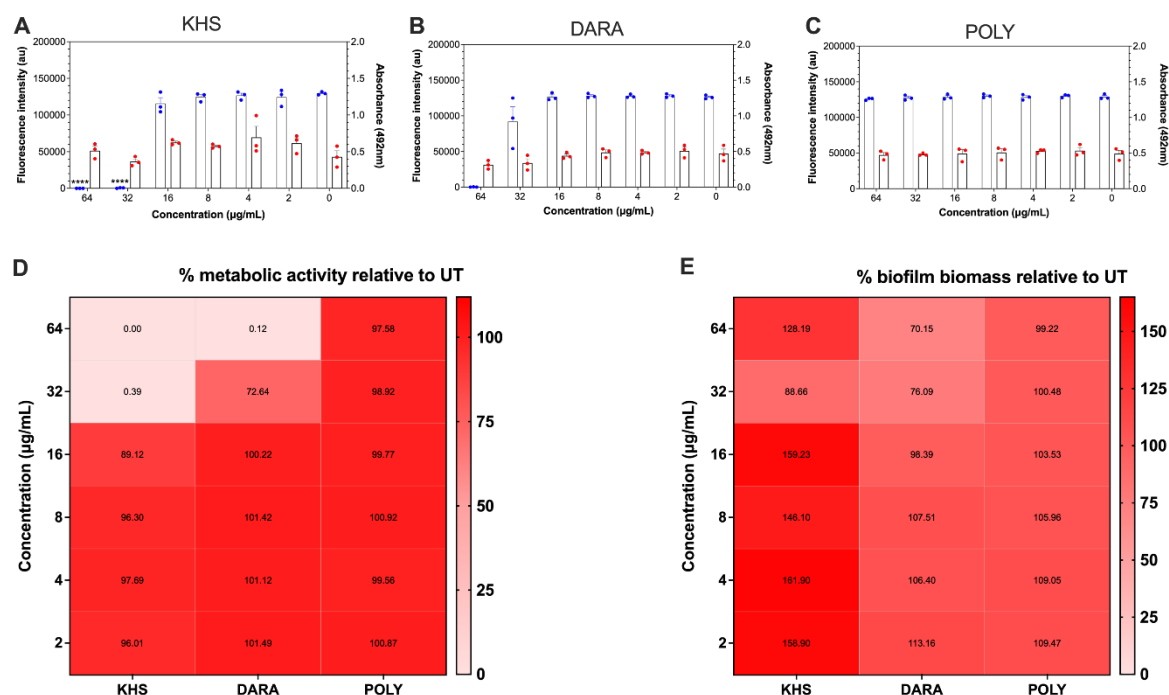 A
KHS
200000
150000
100000
50000
0
Fluorescence intensity (au)
2.0
1.5
1.0
0.5
0.0
Absorbance (492nm)
**** ****
64 32 16 8 4 2 0
Concentration (µg/mL)
B
DARA
200000
150000
100000
50000
0
Fluorescence intensity (au)
2.0
1.5
1.0
0.5
0.0
Absorbance (492nm)
64 32 16 8 4 2 0
Concentration (µg/mL)
C
POLY
200000
150000
100000
50000
0
Fluorescence intensity (au)
2.0
1.5
1.0
0.5
0.0
Absorbance (492nm)
64 32 16 8 4 2 0
Concentration (µg/mL)
D
% metabolic activity relative to UT
Concentration (µg/mL)
64 0.00 0.12 97.58
32 0.39 72.64 98.92
16 89.12 100.22 99.77
8 96.30 101.42 100.92
4 97.69 101.12 99.56
2 96.01 101.49 100.87
KHS DARA POLY
100
75
50
25
0
E
% biofilm biomass relative to UT
Concentration (µg/mL)
64 128.19 70.15 99.22
32 88.66 76.09 100.48
16 159.23 98.39 103.53
8 146.10 107.51 105.96
4 161.90 106.40 109.05
2 158.90 113.16 109.47
KHS DARA POLY
150
125
100
75
50
25
0